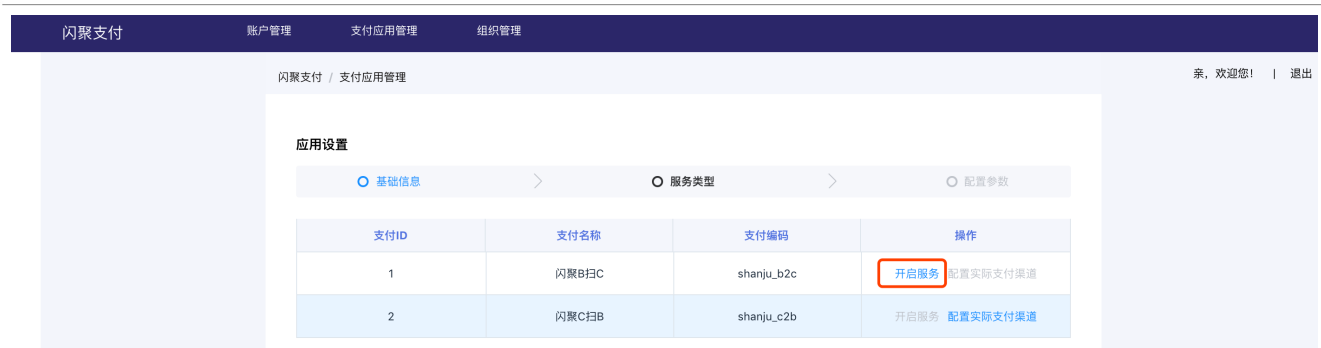 闪聚支付 账户管理 支付应用管理 组织管理
闪聚支付 / 支付应用管理 亲，欢迎您! | 退出
应用设置
基础信息 服务类型 配置参数
支付ID 支付名称 支付编码 操作
1 闪聚B扫C shanju_b2c 开启服务 配置实际支付渠道
2 闪聚C扫B shanju_c2b 开启服务 配置实际支付渠道